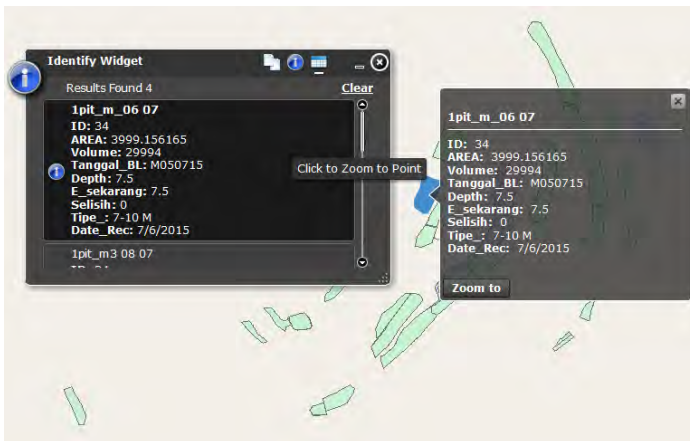 Identify Widget
Results Found 4
Clear
1pit_m_06 07
ID: 34
AREA: 3999.156165
Volume: 29994
Tanggal_BL: M050715
Depth: 7.5
E_sekarang: 7.5
Selisih: 0
Tipe_: 7-10 M
Date_Rec: 7/6/2015
1pit_m3 08 07
Click to Zoom to Point
1pit_m_06 07
ID: 34
AREA: 3999.156165
Volume: 29994
Tanggal_BL: M050715
Depth: 7.5
E_sekarang: 7.5
Selisih: 0
Tipe_: 7-10 M
Date_Rec: 7/6/2015
Zoom to